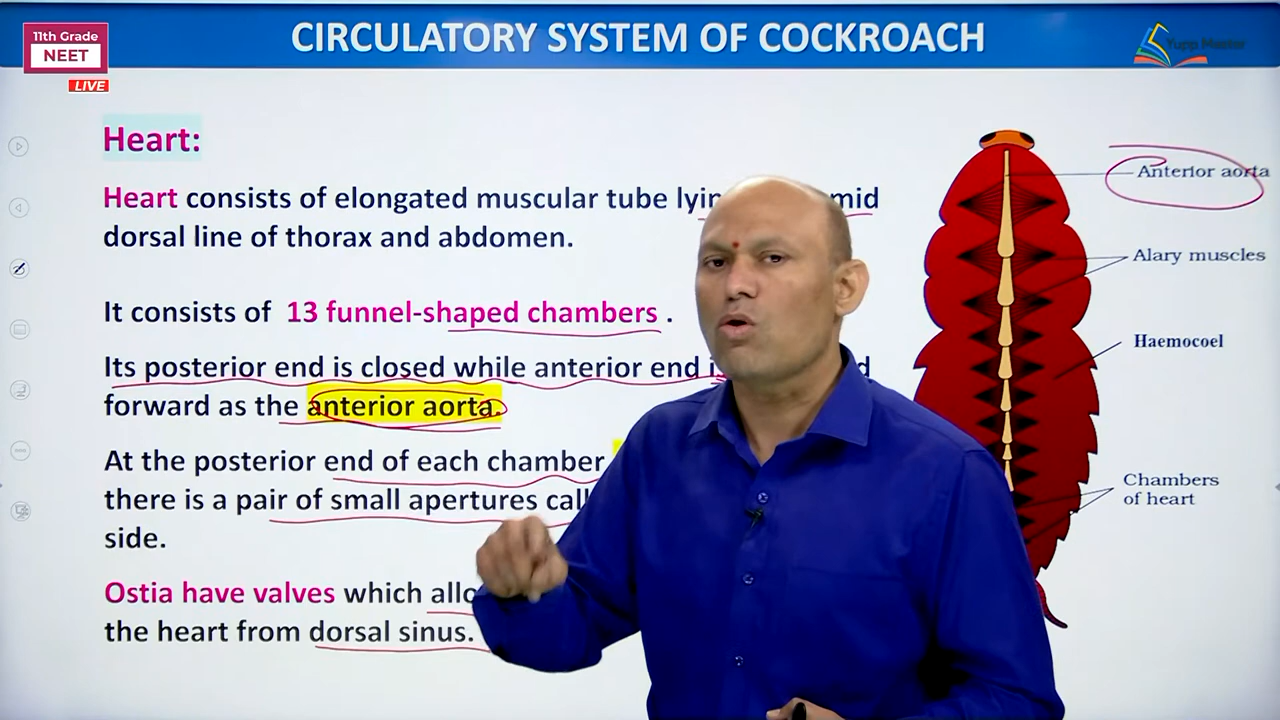 11th Grade
NEET
LIVE
CIRCULATORY SYSTEM OF COCKROACH
Yupp Master
Heart:
Heart consists of elongated muscular tube mid
dorsal line of thorax and abdomen.
It consists of 13 funnel-shaped chambers .
Its posterior end is closed while anterior end
forward as the anterior aorta.
At the posterior end of each chamber
there is a pair of small apertures
side.
Ostia have valves which
the heart from dorsal sinus.
Anterior aorta
Alary muscles
Haemocoel
Chambers
of heart